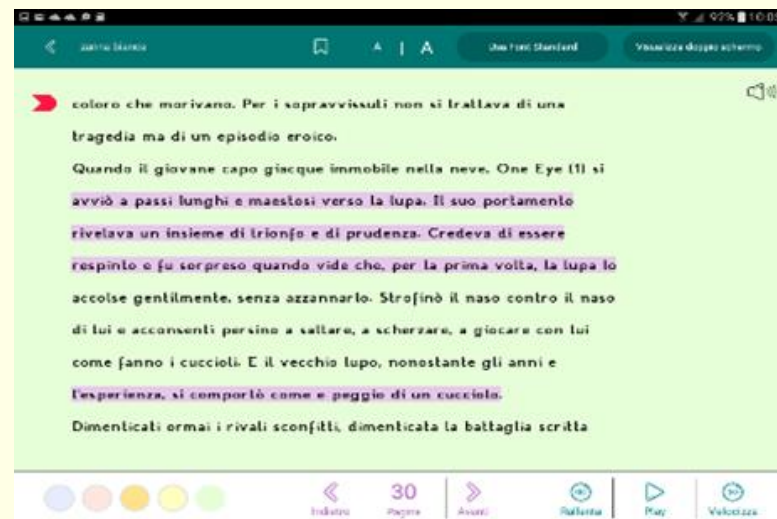 92% 10:0
zanna bianca A | A Usa Font Standard Visualizza doppio schermo
coloro che morivano. Per i sopravvissuti non si trattava di una
tragedia ma di un episodio eroico.
Quando il giovane capo giacque immobile nella neve, One Eye (1) si
avviò a passi lunghi e maestosi verso la lupa. Il suo portamento
rivelava un insieme di trionfo e di prudenza. Credeva di essere
respinto e fu sorpreso quando vide che, per la prima volta, la lupa lo
accolse gentilmente, senza azzannarlo. Strofinò il naso contro il naso
di lui e acconsentì persino a saltare, a scherzare, a giocare con lui
come fanno i cuccioli. E il vecchio lupo, nonostante gli anni e
l'esperienza, si comportò come e peggio di un cucciolo.
Dimenticati ormai i rivali sconfitti, dimenticata la battaglia scritta
30
Indietro Pagina Avanti Rallenta Play Velocizza